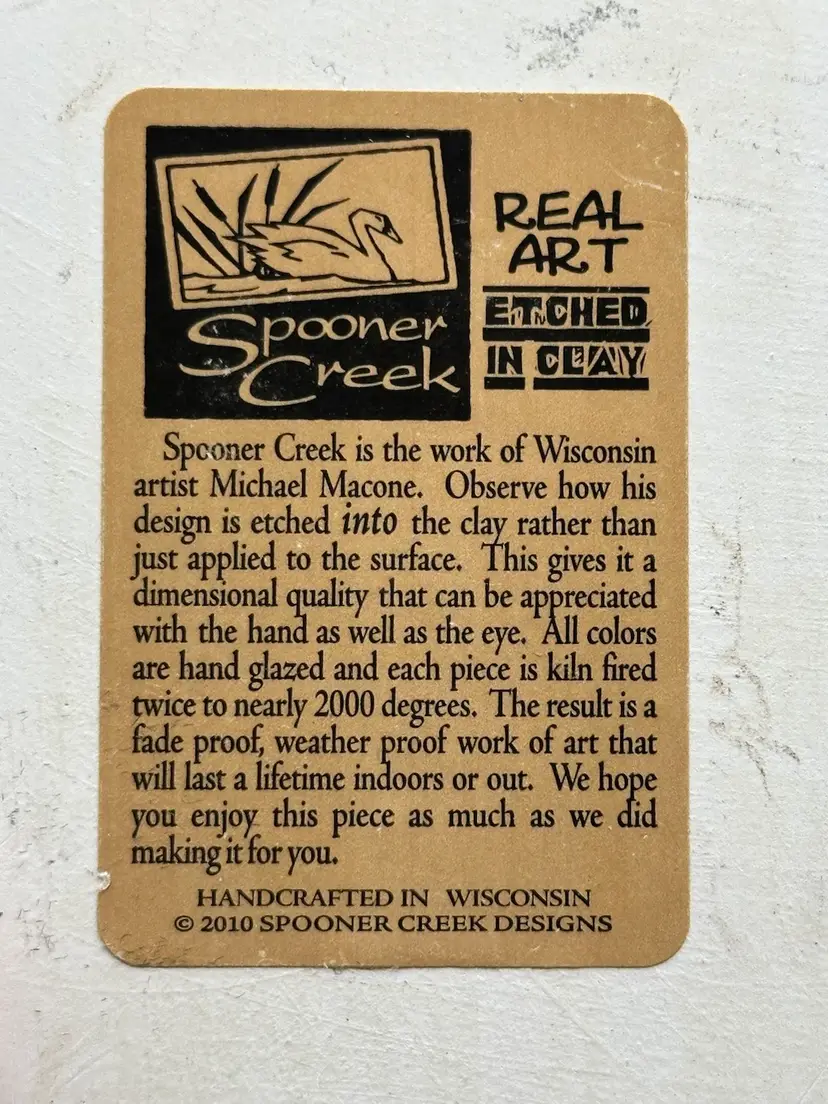 Spooner
Creek
REAL
ART
ETCHED
IN CLAY
Spooner Creek is the work of Wisconsin
artist Michael Macone. Observe how his
design is etched into the clay rather than
just applied to the surface. This gives it a
dimensional quality that can be appreciated
with the hand as well as the eye. All colors
are hand glazed and each piece is kiln fired
twice to nearly 2000 degrees. The result is a
fade proof, weather proof work of art that
will last a lifetime indoors or out. We hope
you enjoy this piece as much as we did
making it for you.
HANDCRAFTED IN WISCONSIN
© 2010 SPOONER CREEK DESIGNS